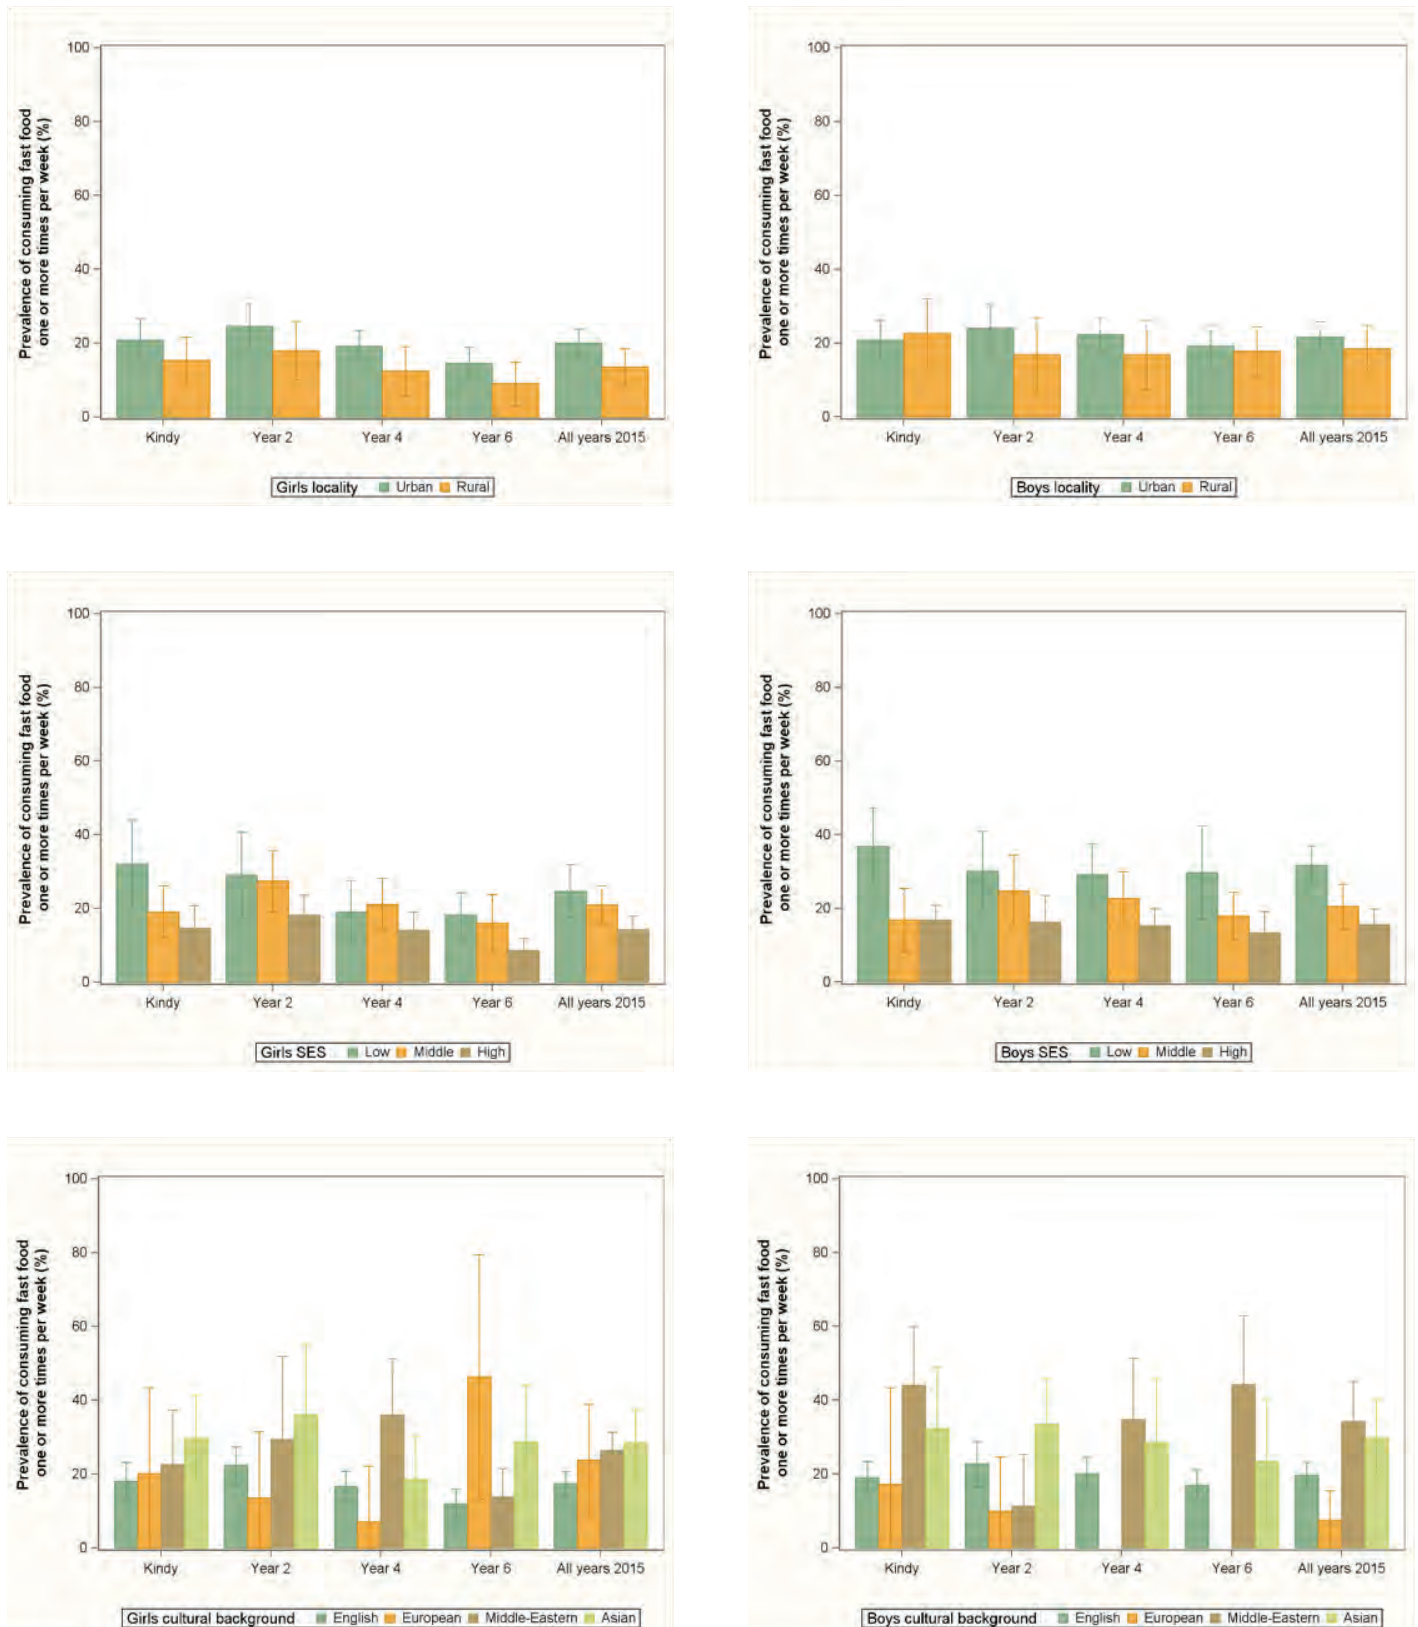 Prevalence of consuming fast food
one or more times per week (%)
100
80
60
40
20
0
Kindy Year 2 Year 4 Year 6 All years 2015
Girls locality Urban Rural
Prevalence of consuming fast food
one or more times per week (%)
100
80
60
40
20
0
Kindy Year 2 Year 4 Year 6 All years 2015
Boys locality Urban Rural
Prevalence of consuming fast food
one or more times per week (%)
100
80
60
40
20
0
Kindy Year 2 Year 4 Year 6 All years 2015
Girls SES Low Middle High
Prevalence of consuming fast food
one or more times per week (%)
100
80
60
40
20
0
Kindy Year 2 Year 4 Year 6 All years 2015
Boys SES Low Middle High
Prevalence of consuming fast food
one or more times per week (%)
100
80
60
40
20
0
Kindy Year 2 Year 4 Year 6 All years 2015
Girls cultural background English European Middle-Eastern Asian
Prevalence of consuming fast food
one or more times per week (%)
100
80
60
40
20
0
Kindy Year 2 Year 4 Year 6 All years 2015
Boys cultural background English European Middle-Eastern Asian